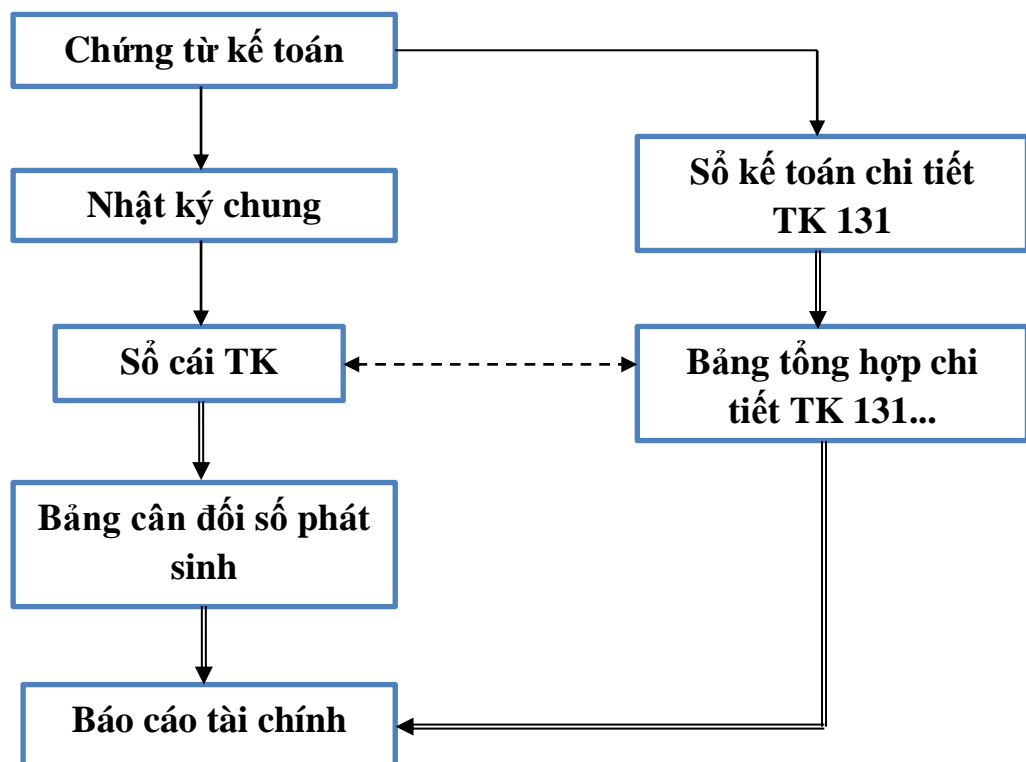 Chứng từ kế toán
Sổ kế toán chi tiết
TK 131
Nhật ký chung
Sổ cái TK
Bảng tổng hợp chi
tiết TK 131...
Bảng cân đối số phát
sinh
Báo cáo tài chính